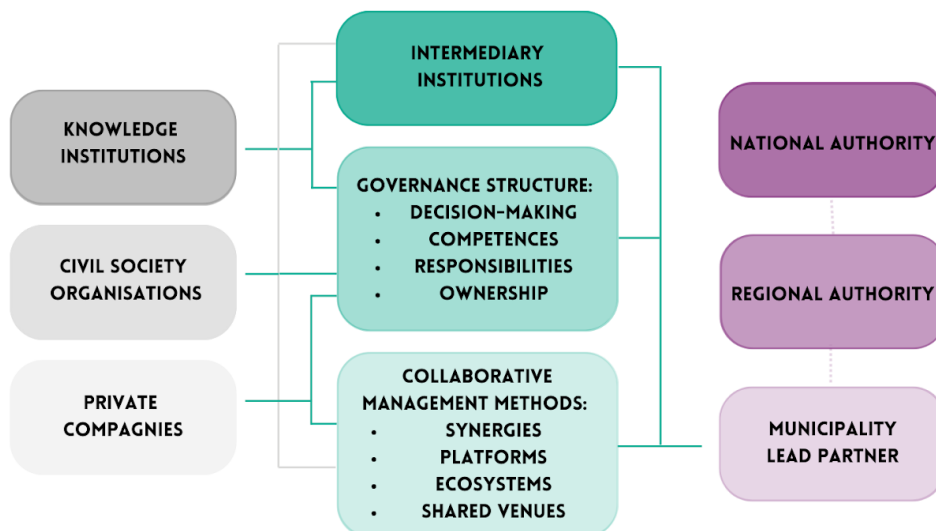 KNOWLEDGE
INSTITUTIONS
CIVIL SOCIETY
ORGANISATIONS
PRIVATE
COMPAGNIES
INTERMEDIARY
INSTITUTIONS
GOVERNANCE STRUCTURE:
• DECISION-MAKING
• COMPETENCES
• RESPONSIBILITIES
• OWNERSHIP
COLLABORATIVE
MANAGEMENT METHODS:
• SYNERGIES
• PLATFORMS
• ECOSYSTEMS
• SHARED VENUES
NATIONAL AUTHORITY
REGIONAL AUTHORITY
MUNICIPALITY
LEAD PARTNER